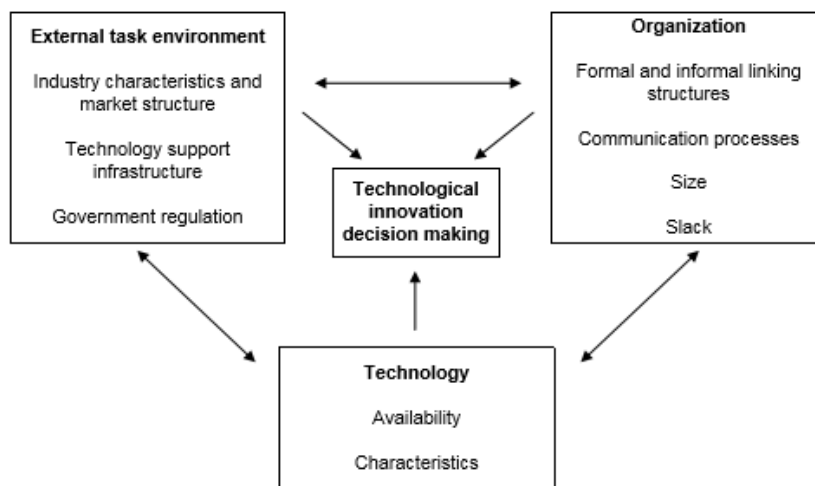 External task environment
Industry characteristics and
market structure
Technology support
infrastructure
Government regulation
Organization
Formal and informal linking
structures
Communication processes
Size
Slack
Technological
innovation
decision making
Technology
Availability
Characteristics